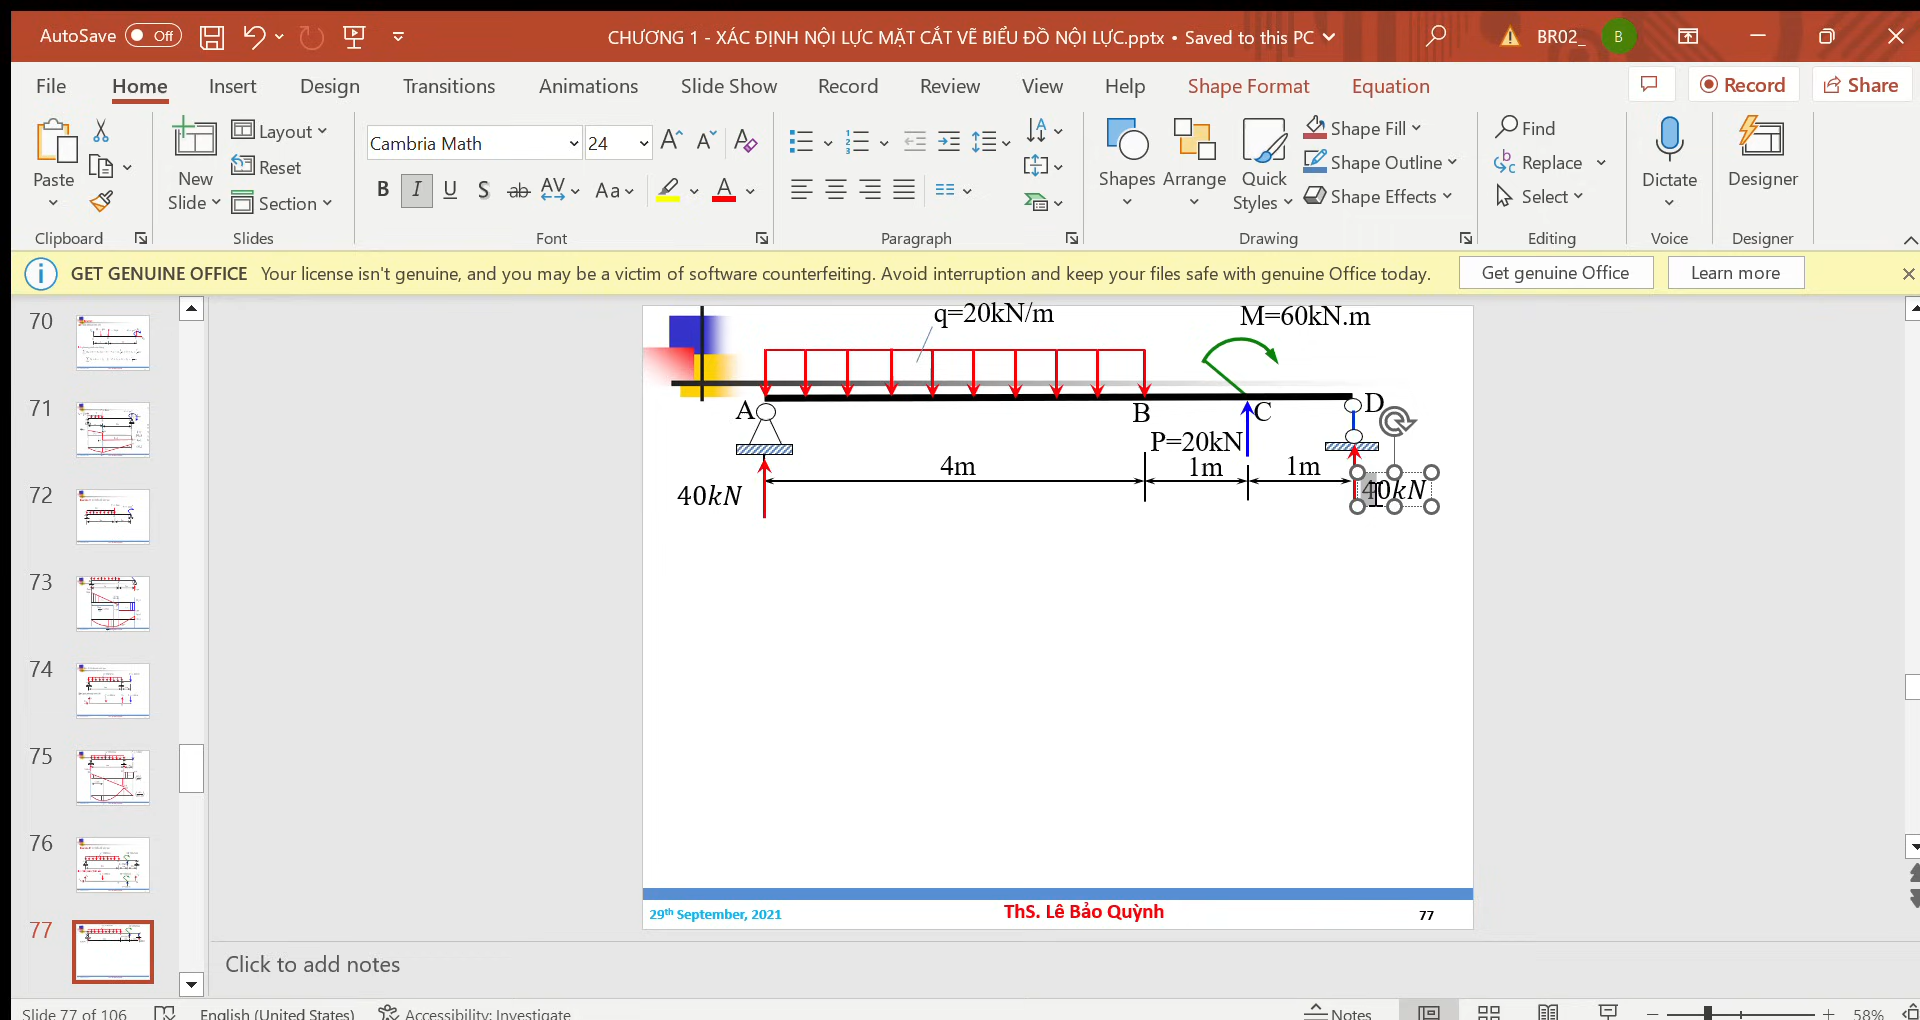 AutoSave Off CHƯƠNG 1 - XÁC ĐỊNH NỘI LỰC MẶT CẮT VẼ BIỂU ĐỒ NỘI LỰC.pptx • Saved to this PC BR02_ B
File Home Insert Design Transitions Animations Slide Show Record Review View Help Shape Format Equation Record Share
Paste
Clipboard
New
Slide
Layout
Reset
Section
Slides
Cambria Math 24
B I U S ab AV Aa A
Font
Paragraph
Shapes Arrange Quick
Styles
Shape Fill
Shape Outline
Shape Effects
Drawing
Find
Replace
Select
Editing
Dictate
Voice
Designer
Designer
GET GENUINE OFFICE Your license isn't genuine, and you may be a victim of software counterfeiting. Avoid interruption and keep your files safe with genuine Office today. Get genuine Office Learn more
70
71
72
73
74
75
76
77
q=20kN/m M=60kN.m
A B C D
P=20kN
4m 1m 1m
40kN 40kN
29th September, 2021 ThS. Lê Bảo Quỳnh 77
Click to add notes
Slide 77 of 106 English (United States) Accessibility: Investigate Notes 58%